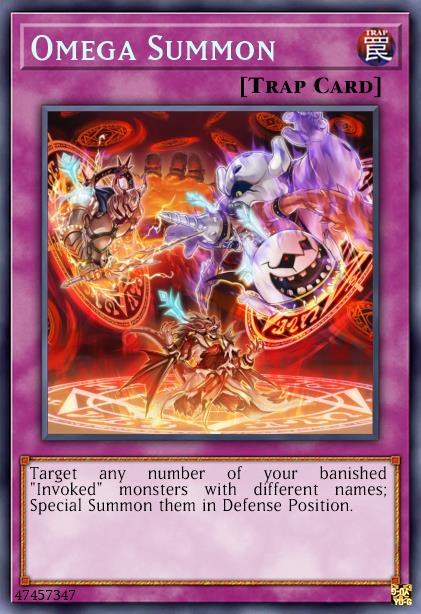 Omega Summon
TRAP
罠
[Trap Card]
Target any number of your banished
"Invoked" monsters with different names;
Special Summon them in Defense Position.
47457347